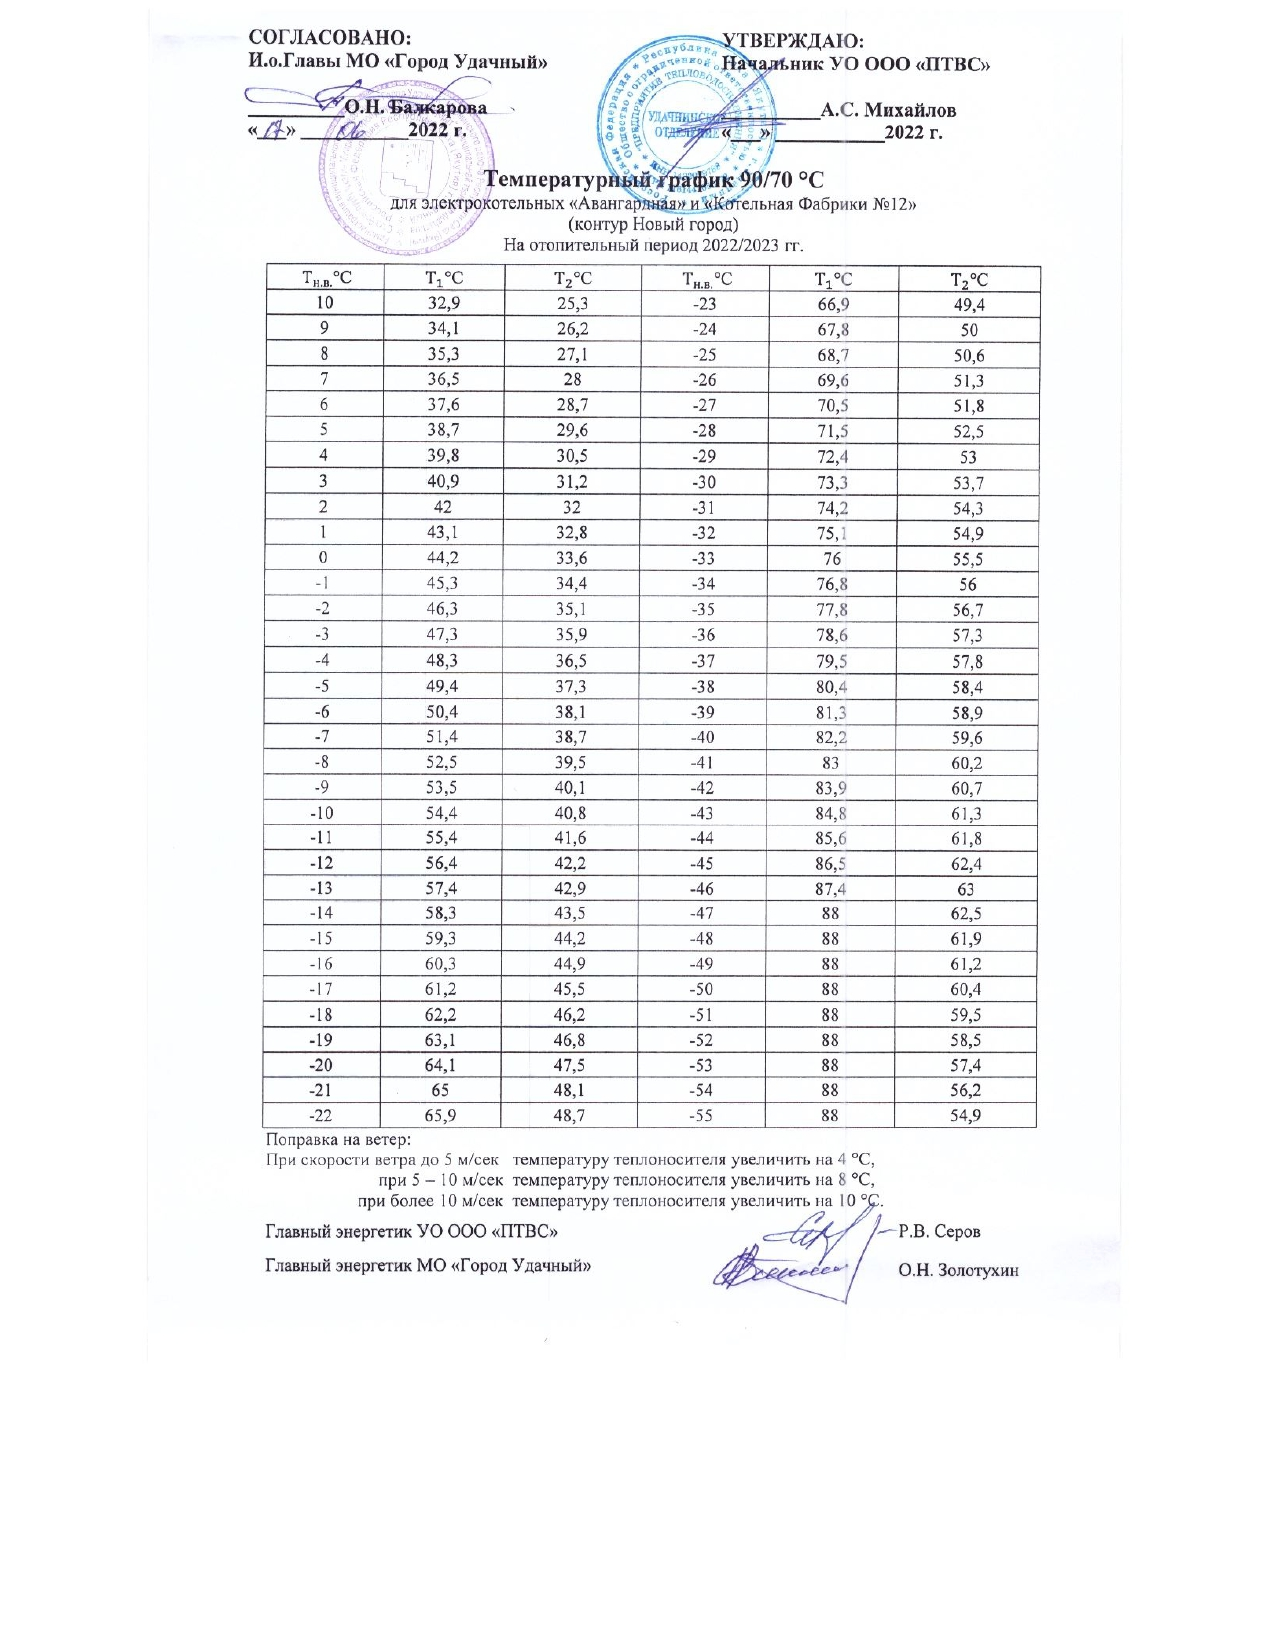 СОГЛАСОВАНО:
И.о.Главы МО «Город Удачный»
О.Н. Балкарова
«17» 06 2022 г.
УТВЕРЖДАЮ:
Начальник УО ООО «ПТВС»
А.С. Михайлов
«___»____________2022 г.
УДАЧНИНСКОЕ
ОТДЕЛЕНИЕ
Температурный график 90/70 °С
для электрокотельных «Авангардная» и «Котельная Фабрики №12»
(контур Новый город)
На отопительный период 2022/2023 гг.
Тн.в.°С Т1°С Т2°С Тн.в.°С Т1°С Т2°С
10 32,9 25,3 -23 66,9 49,4
9 34,1 26,2 -24 67,8 50
8 35,3 27,1 -25 68,7 50,6
7 36,5 28 -26 69,6 51,3
6 37,6 28,7 -27 70,5 51,8
5 38,7 29,6 -28 71,5 52,5
4 39,8 30,5 -29 72,4 53
3 40,9 31,2 -30 73,3 53,7
2 42 32 -31 74,2 54,3
1 43,1 32,8 -32 75,1 54,9
0 44,2 33,6 -33 76 55,5
-1 45,3 34,4 -34 76,8 56
-2 46,3 35,1 -35 77,8 56,7
-3 47,3 35,9 -36 78,6 57,3
-4 48,3 36,5 -37 79,5 57,8
-5 49,4 37,3 -38 80,4 58,4
-6 50,4 38,1 -39 81,3 58,9
-7 51,4 38,7 -40 82,2 59,6
-8 52,5 39,5 -41 83 60,2
-9 53,5 40,1 -42 83,9 60,7
-10 54,4 40,8 -43 84,8 61,3
-11 55,4 41,6 -44 85,6 61,8
-12 56,4 42,2 -45 86,5 62,4
-13 57,4 42,9 -46 87,4 63
-14 58,3 43,5 -47 88 62,5
-15 59,3 44,2 -48 88 61,9
-16 60,3 44,9 -49 88 61,2
-17 61,2 45,5 -50 88 60,4
-18 62,2 46,2 -51 88 59,5
-19 63,1 46,8 -52 88 58,5
-20 64,1 47,5 -53 88 57,4
-21 65 48,1 -54 88 56,2
-22 65,9 48,7 -55 88 54,9
Поправка на ветер:
При скорости ветра до 5 м/сек температуру теплоносителя увеличить на 4 °С,
при 5 – 10 м/сек температуру теплоносителя увеличить на 8 °С,
при более 10 м/сек температуру теплоносителя увеличить на 10 °С.
Главный энергетик УО ООО «ПТВС» Р.В. Серов
Главный энергетик МО «Город Удачный» О.Н. Золотухин